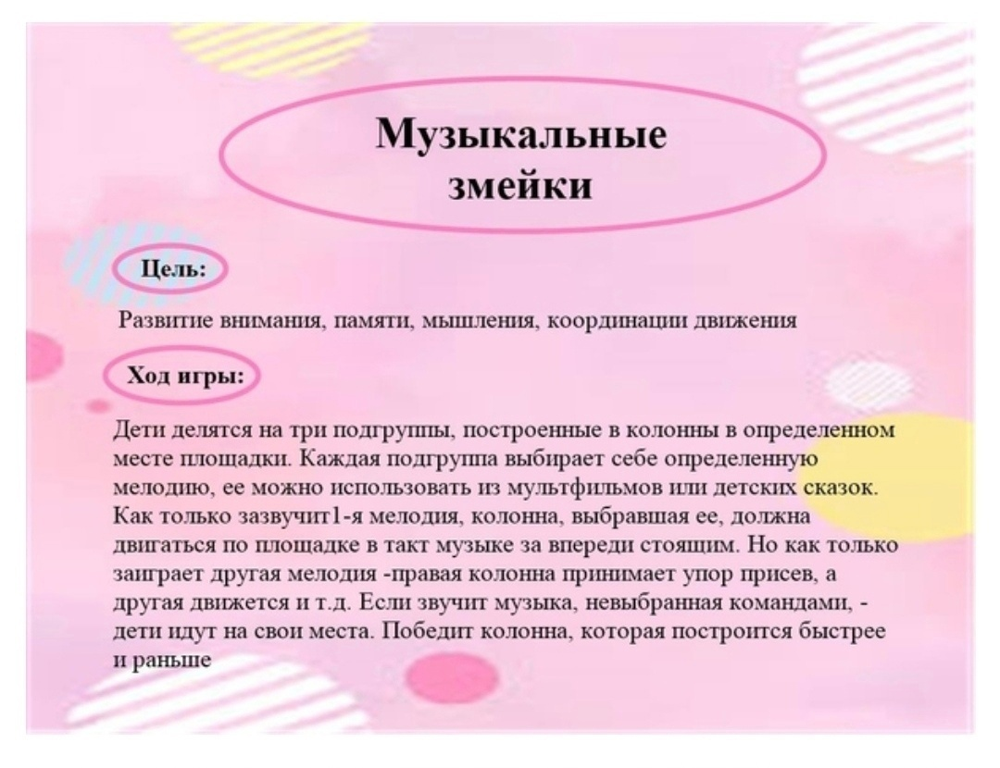 Музыкальные
змейки
Цель:
Развитие внимания, памяти, мышления, координации движения
Ход игры:
Дети делятся на три подгруппы, построенные в колонны в определенном
месте площадки. Каждая подгруппа выбирает себе определенную
мелодию, ее можно использовать из мультфильмов или детских сказок.
Как только зазвучит1-я мелодия, колонна, выбравшая ее, должна
двигаться по площадке в такт музыке за впереди стоящим. Но как только
заиграет другая мелодия -правая колонна принимает упор присев, а
другая движется и т.д. Если звучит музыка, невыбранная командами, -
дети идут на свои места. Победит колонна, которая построится быстрее
и раньше